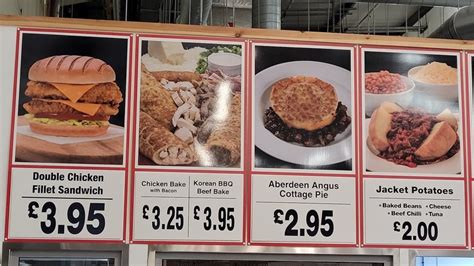 Double Chicken
Fillet Sandwich
£3.95
Chicken Bake
with Bacon
£3.25
Korean BBQ
Beef Bake
£3.95
Aberdeen Angus
Cottage Pie
£2.95
Jacket Potatoes
• Baked Beans • Cheese
• Beef Chili • Tuna
£2.00